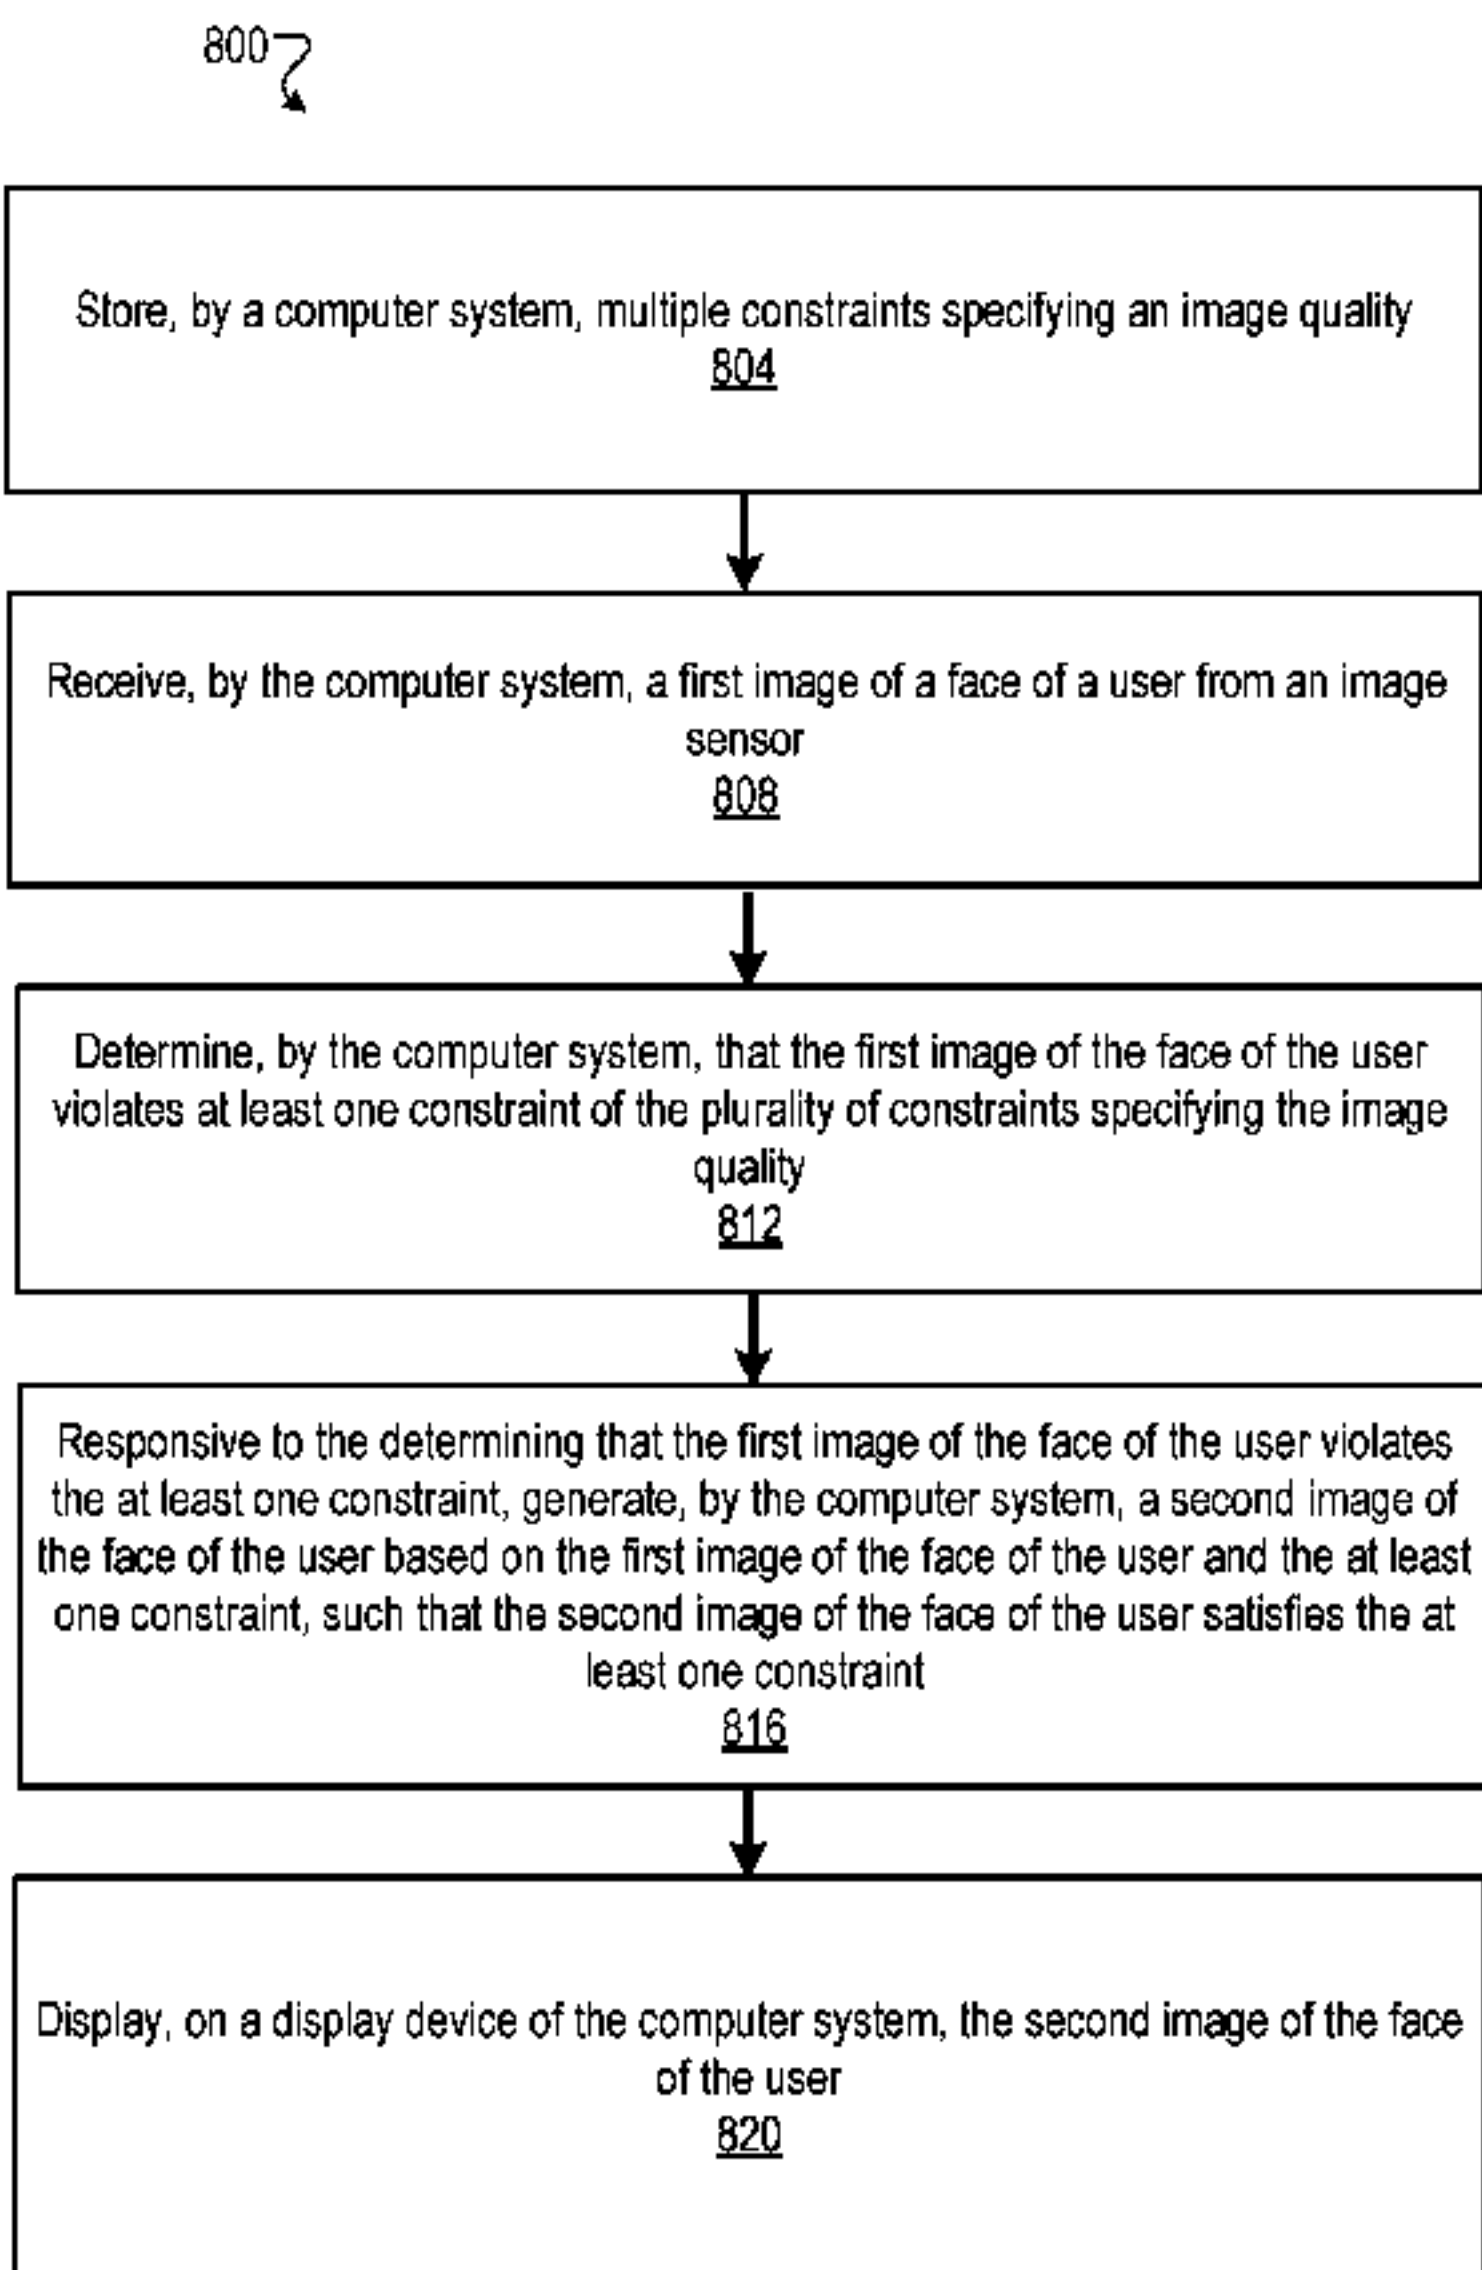 800
Store, by a computer system, multiple constraints specifying an image quality
804
Receive, by the computer system, a first image of a face of a user from an image
sensor
808
Determine, by the computer system, that the first image of the face of the user
violates at least one constraint of the plurality of constraints specifying the image
quality
812
Responsive to the determining that the first image of the face of the user violates
the at least one constraint, generate, by the computer system, a second image of
the face of the user based on the first image of the face of the user and the at least
one constraint, such that the second image of the face of the user satisfies the at
least one constraint
816
Display, on a display device of the computer system, the second image of the face
of the user
820